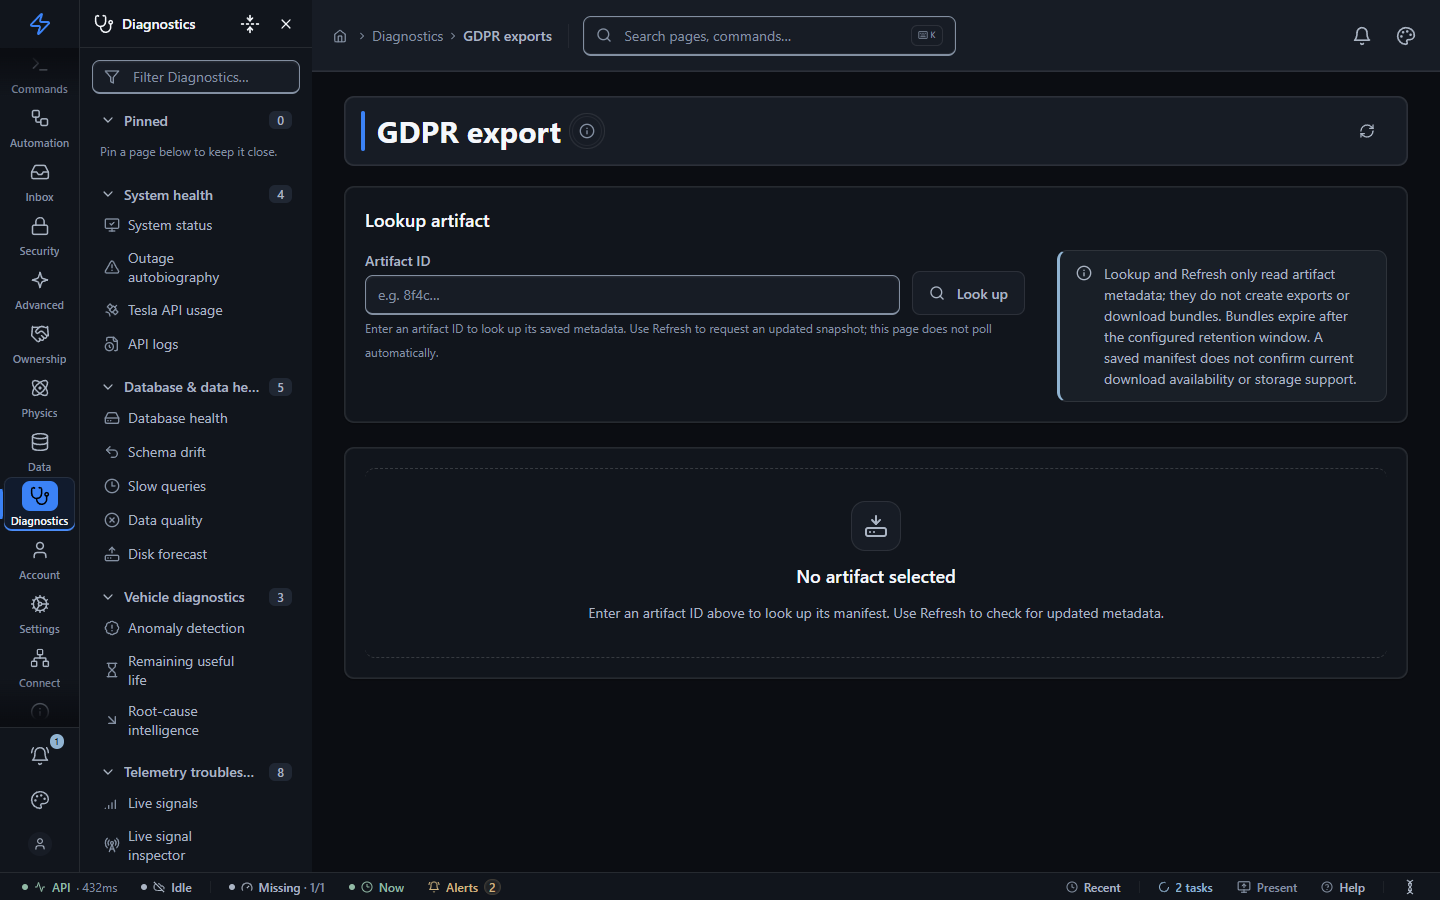 Commands
Automation
Inbox
Security
Advanced
Ownership
Physics
Data
Diagnostics
Account
Settings
Connect
1
Diagnostics
Filter Diagnostics...
Pinned 0
Pin a page below to keep it close.
System health 4
System status
Outage
autobiography
Tesla API usage
API logs
Database & data he... 5
Database health
Schema drift
Slow queries
Data quality
Disk forecast
Vehicle diagnostics 3
Anomaly detection
Remaining useful
life
Root-cause
intelligence
Telemetry troubles... 8
Live signals
Live signal
inspector
Diagnostics
GDPR exports
Search pages, commands...
K
GDPR export
Lookup artifact
Artifact ID
e.g. 8f4c...
Look up
Enter an artifact ID to look up its saved metadata. Use Refresh to request an updated snapshot; this page does not poll
automatically.
Lookup and Refresh only read artifact
metadata; they do not create exports or
download bundles. Bundles expire after
the configured retention window. A
saved manifest does not confirm current
download availability or storage support.
No artifact selected
Enter an artifact ID above to look up its manifest. Use Refresh to check for updated metadata.
API · 432ms
Idle
Missing · 1/1
Now
Alerts 2
Recent
2 tasks
Present
Help